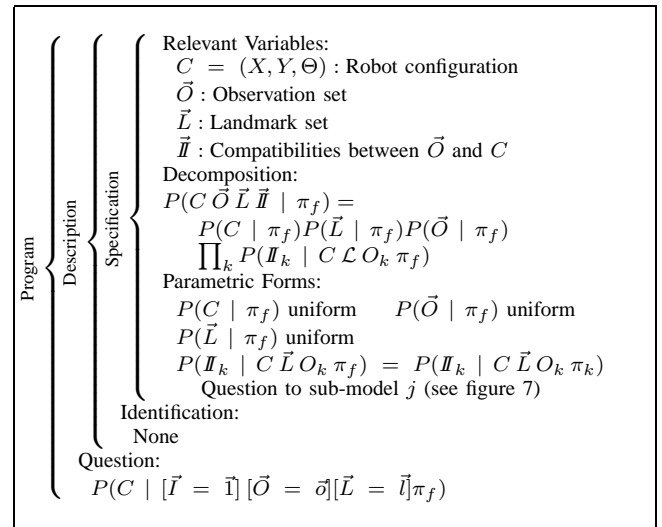 Program
Description
Specification
Relevant Variables:
C = (X, Y, Θ) : Robot configuration
O⃗ : Observation set
L⃗ : Landmark set
𝐼𝐼⃗ : Compatibilities between O⃗ and C
Decomposition:
P(C O⃗ L⃗ 𝐼𝐼⃗ | π_f) =
P(C | π_f)P(L⃗ | π_f)P(O⃗ | π_f)
∏_k P(𝐼𝐼_k | C ℒ O_k π_f)
Parametric Forms:
P(C | π_f) uniform P(O⃗ | π_f) uniform
P(L⃗ | π_f) uniform
P(𝐼𝐼_k | C L⃗ O_k π_f) = P(𝐼𝐼_k | C L⃗ O_k π_k)
Question to sub-model j (see figure 7)
Identification:
None
Question:
P(C | [I⃗ = 1⃗] [O⃗ = o⃗][L⃗ = l⃗]π_f)